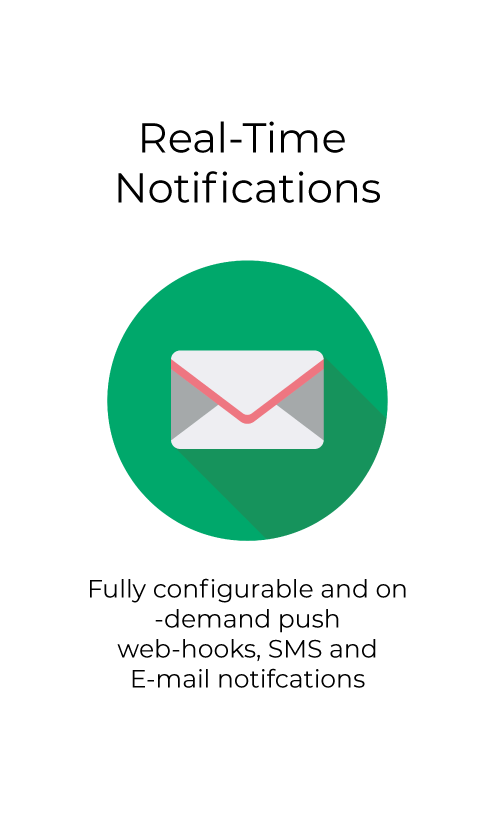 Real-Time
Notifications
Fully configurable and on
-demand push
web-hooks, SMS and
E-mail notifcations